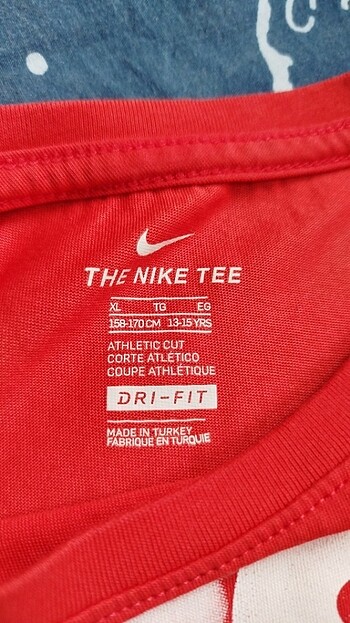 THE NIKE TEE
XL TG EG
158-170 CM 13-15 YRS
ATHLETIC CUT
CORTE ATLÉTICO
COUPE ATHLÉTIQUE
DRI-FIT
MADE IN TURKEY
FABRIQUE EN TURQUIE